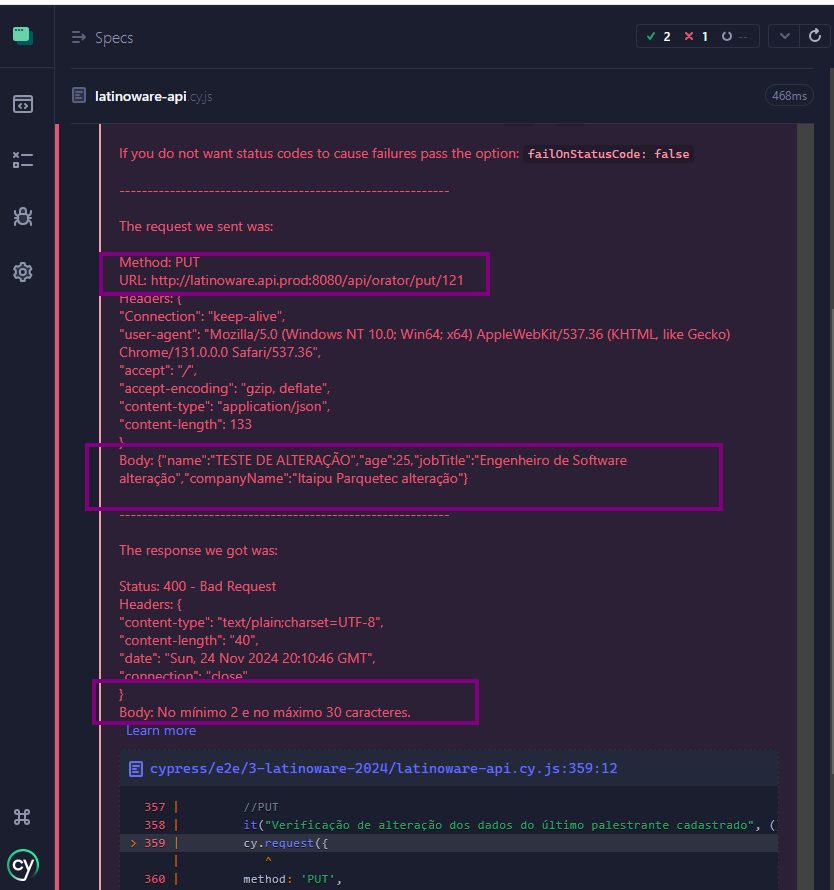 Specs
2 1 --
latinoware-api.cy.js 468ms
If you do not want status codes to cause failures pass the option: failOnStatusCode: false
-----------------------------------------------------------
The request we sent was:
Method: PUT
URL: http://latinoware.api.prod:8080/api/orator/put/121
Headers: {
"Connection": "keep-alive",
"user-agent": "Mozilla/5.0 (Windows NT 10.0; Win64; x64) AppleWebKit/537.36 (KHTML, like Gecko)
Chrome/131.0.0.0 Safari/537.36",
"accept": "/",
"accept-encoding": "gzip, deflate",
"content-type": "application/json",
"content-length": 133
}
Body: {"name":"TESTE DE ALTERAÇÃO","age":25,"jobTitle":"Engenheiro de Software
alteração","companyName":"Itaipu Parquetec alteração"}
-----------------------------------------------------------
The response we got was:
Status: 400 - Bad Request
Headers: {
"content-type": "text/plain;charset=UTF-8",
"content-length": "40",
"date": "Sun, 24 Nov 2024 20:10:46 GMT",
"connection": "close"
}
Body: No mínimo 2 e no máximo 30 caracteres.
Learn more
cypress/e2e/3-latinoware-2024/latinoware-api.cy.js:359:12
357 | //PUT
358 | it("Verificação de alteração dos dados do último palestrante cadastrado", (
> 359 | cy.request({
| ^
360 | method: 'PUT',
cy